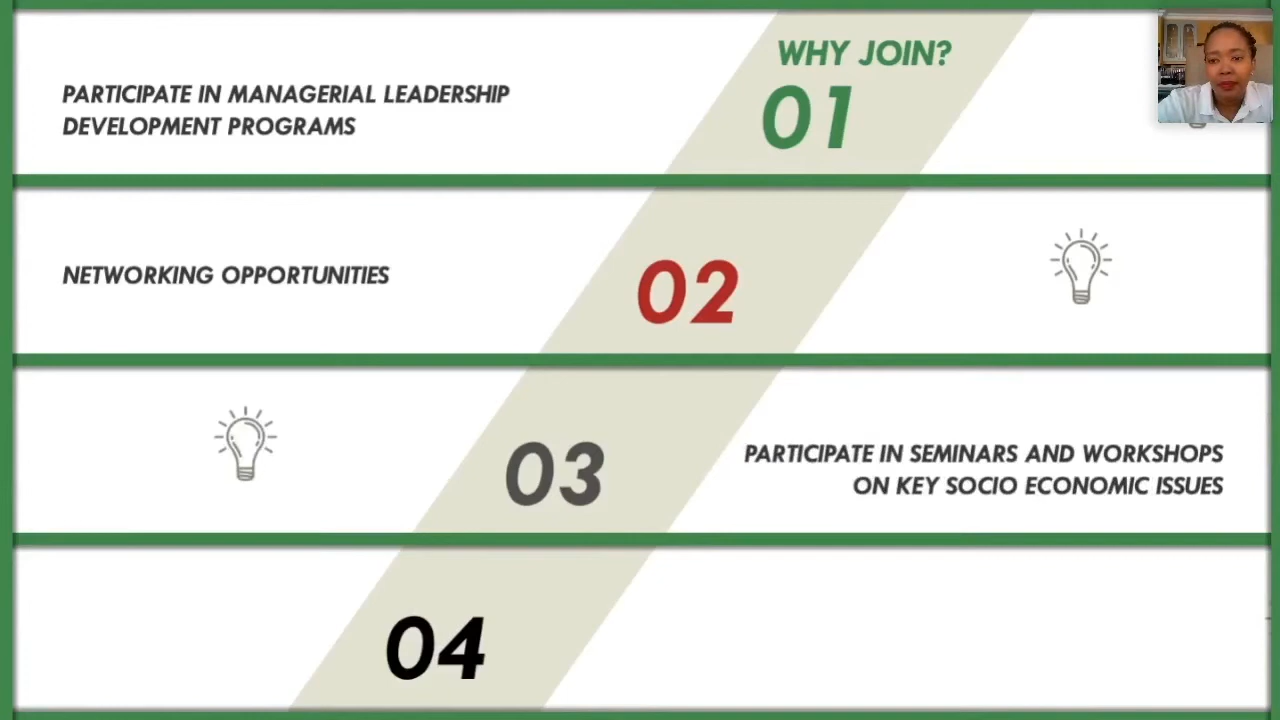 WHY JOIN?
01
PARTICIPATE IN MANAGERIAL LEADERSHIP
DEVELOPMENT PROGRAMS
NETWORKING OPPORTUNITIES
02
03
PARTICIPATE IN SEMINARS AND WORKSHOPS
ON KEY SOCIO ECONOMIC ISSUES
04